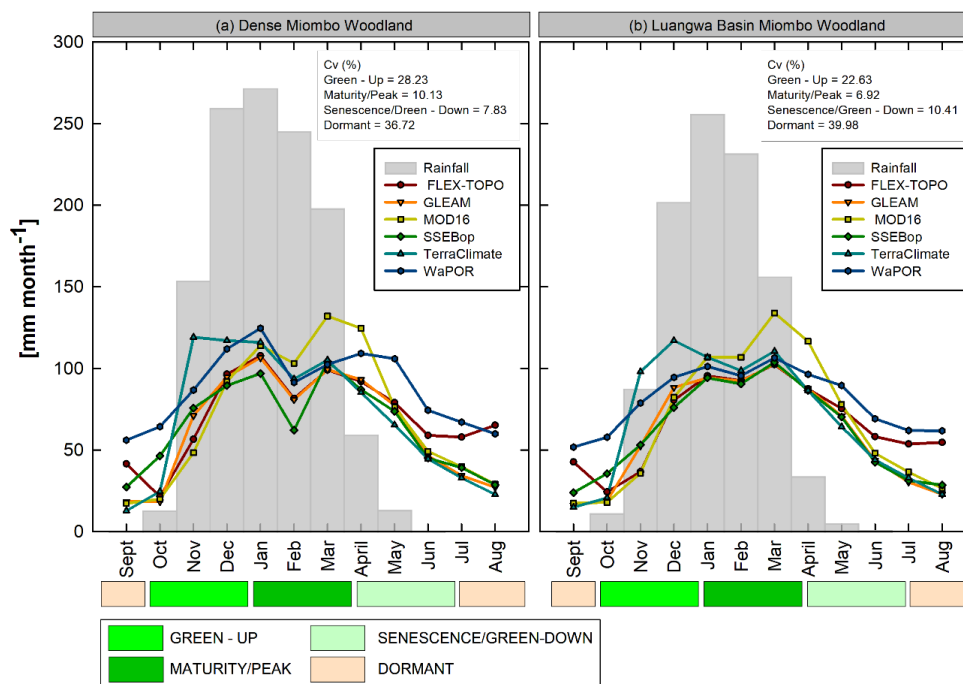 (a) Dense Miombo Woodland
(b) Luangwa Basin Miombo Woodland
[mm month-1]
300
250
200
150
100
50
0
Cv (%)
Green - Up = 28.23
Maturity/Peak = 10.13
Senescence/Dreen - Down = 7.83
Dormant = 36.72
Rainfall
FLEX-TOPO
GLEAM
MOD16
SSEBop
TerraClimate
WaPOR
Cv (%)
Green - Up = 22.63
Maturity/Peak = 6.92
Senescence/Green - Down = 10.41
Dormant = 39.98
Rainfall
FLEX-TOPO
GLEAM
MOD16
SSEBop
TerraClimate
WaPOR
Sept Oct Nov Dec Jan Feb Mar April May Jun Jul Aug
Sept Oct Nov Dec Jan Feb Mar April May Jun Jul Aug
GREEN - UP
SENESCENCE/GREEN-DOWN
MATURITY/PEAK
DORMANT